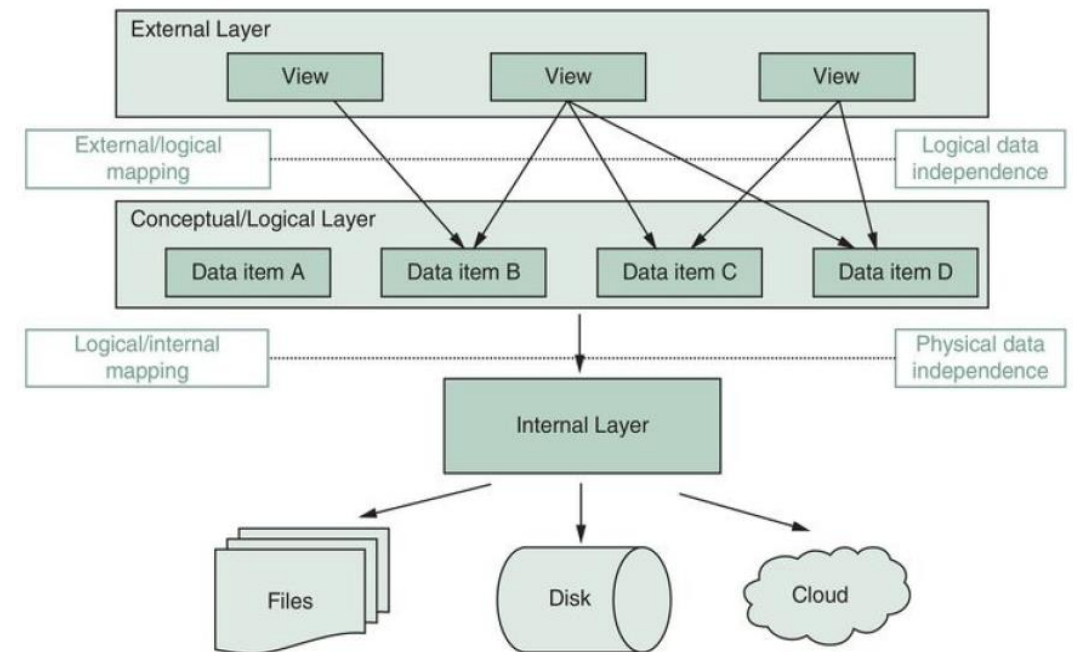 External Layer
View
View
View
External/logical
mapping
Logical data
independence
Conceptual/Logical Layer
Data item A
Data item B
Data item C
Data item D
Logical/internal
mapping
Physical data
independence
Internal Layer
Files
Disk
Cloud